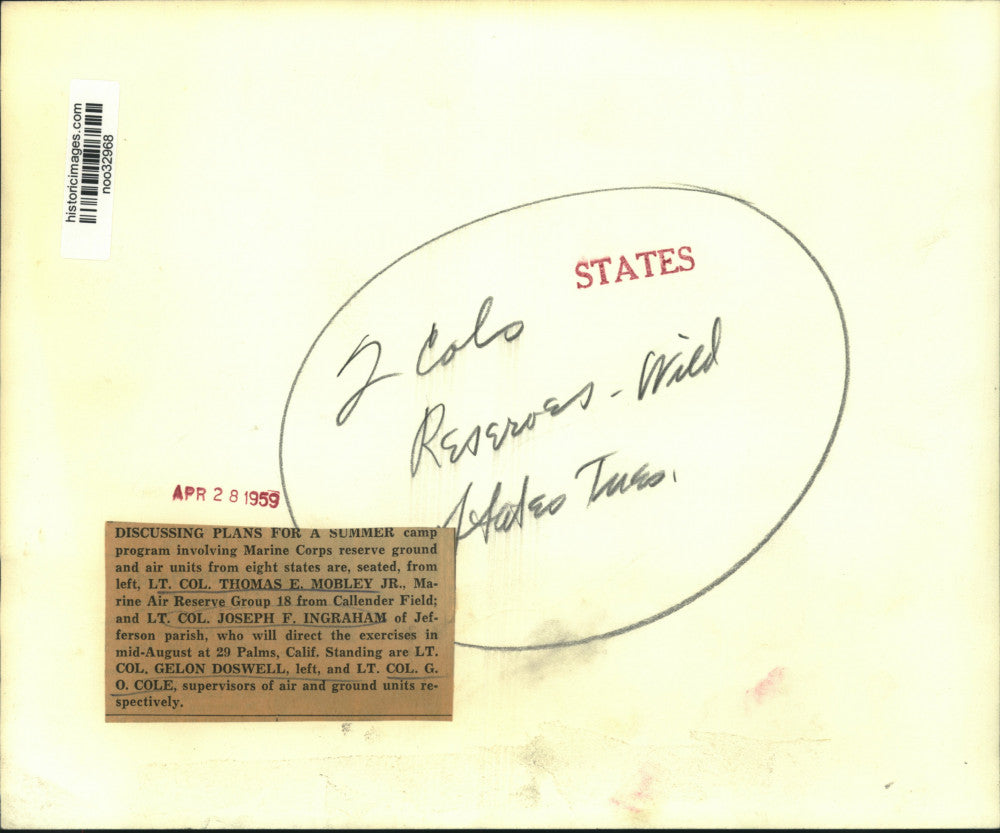 historicimages.com
noo32968
STATES
2 Cols
Reserves - Wild
States Tues.
APR 28 1959
DISCUSSING PLANS FOR A SUMMER camp
program involving Marine Corps reserve ground
and air units from eight states are, seated, from
left, LT. COL. THOMAS E. MOBLEY JR., Ma-
rine Air Reserve Group 18 from Callender Field;
and LT. COL. JOSEPH F. INGRAHAM of Jef-
ferson parish, who will direct the exercises in
mid-August at 29 Palms, Calif. Standing are LT.
COL. GELON DOSWELL, left, and LT. COL. G.
O. COLE, supervisors of air and ground units re-
spectively.